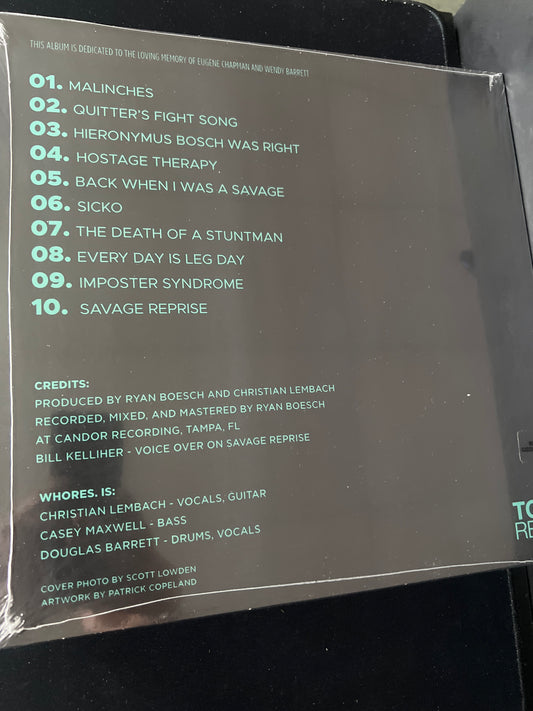 THIS ALBUM IS DEDICATED TO THE LOVING MEMORY OF EUGENE CHAPMAN AND WENDY BARRETT
01. MALINCHES
02. QUITTER'S FIGHT SONG
03. HIERONYMUS BOSCH WAS RIGHT
04. HOSTAGE THERAPY
05. BACK WHEN I WAS A SAVAGE
06. SICKO
07. THE DEATH OF A STUNTMAN
08. EVERY DAY IS LEG DAY
09. IMPOSTER SYNDROME
10. SAVAGE REPRISE
CREDITS:
PRODUCED BY RYAN BOESCH AND CHRISTIAN LEMBACH
RECORDED, MIXED, AND MASTERED BY RYAN BOESCH
AT CANDOR RECORDING, TAMPA, FL
BILL KELLIHER - VOICE OVER ON SAVAGE REPRISE
WHORES. IS:
CHRISTIAN LEMBACH - VOCALS, GUITAR
CASEY MAXWELL - BASS
DOUGLAS BARRETT - DRUMS, VOCALS
COVER PHOTO BY SCOTT LOWDEN
ARTWORK BY PATRICK COPELAND